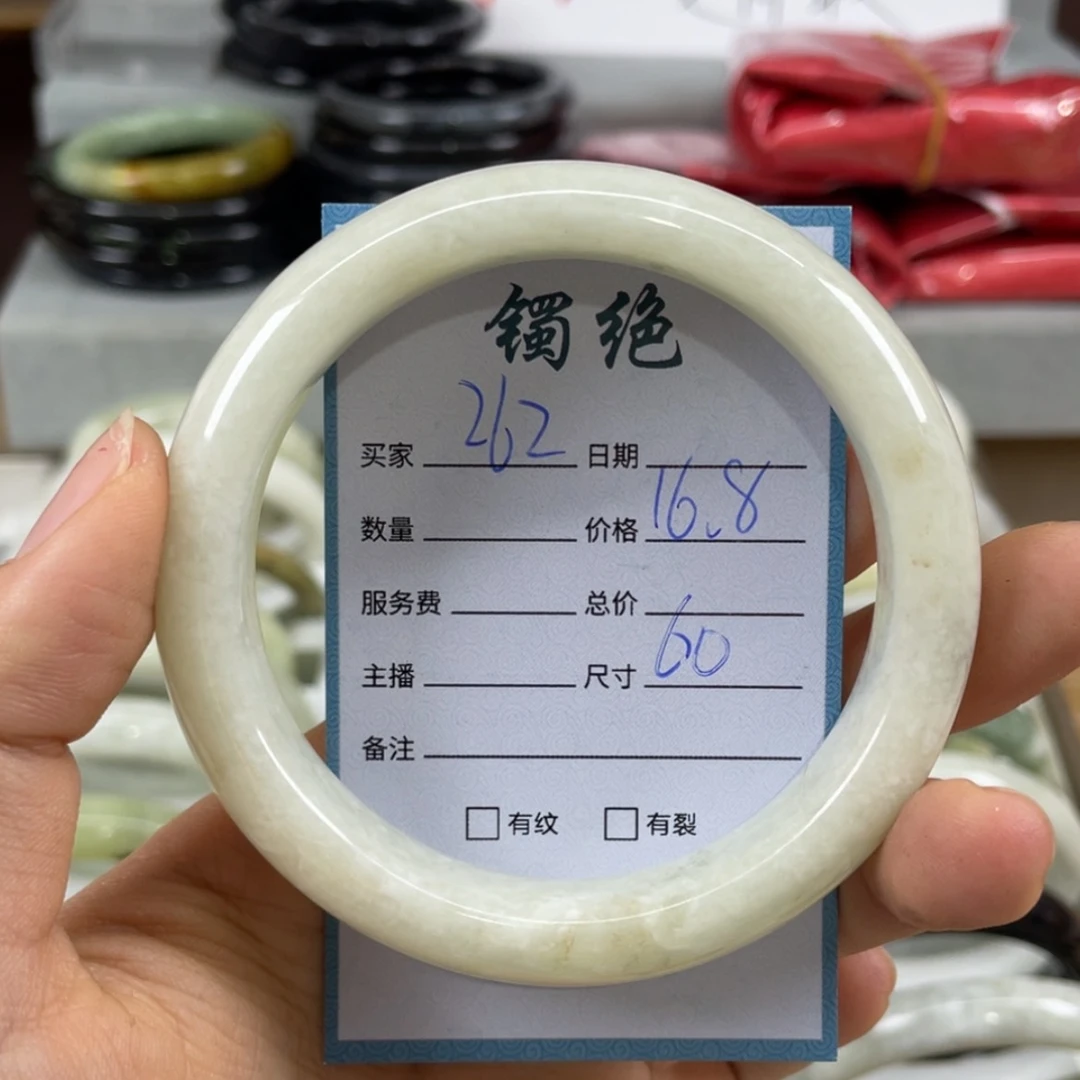 镯绝
买家 262 日期
数量 价格 16.8
服务费 总价
主播 尺寸 60
备注
有纹 有裂